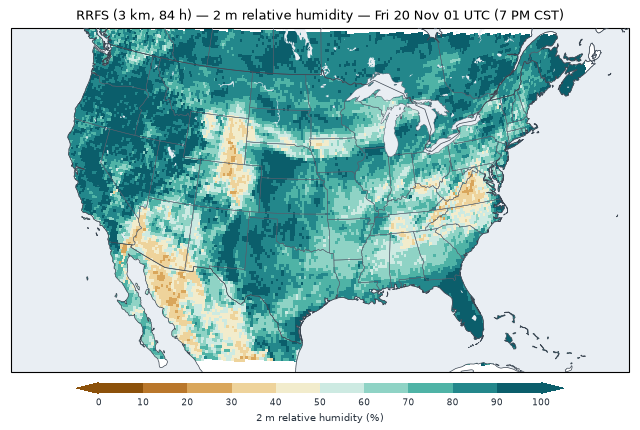 RRFS (3 km, 84 h) — 2 m relative humidity — Fri 20 Nov 01 UTC (7 PM CST)
0 10 20 30 40 50 60 70 80 90 100
2 m relative humidity (%)